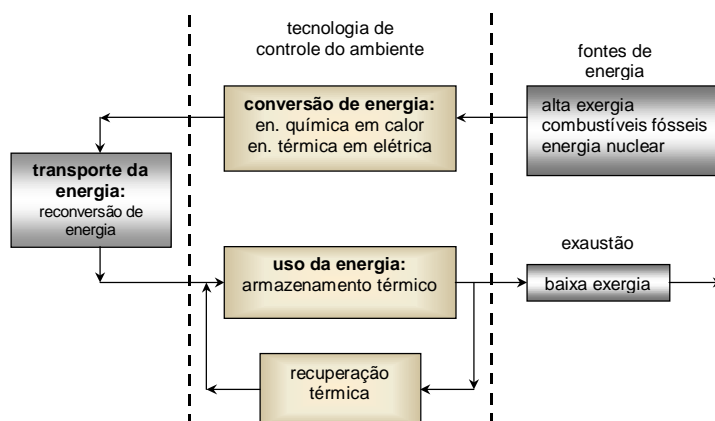 tecnologia de
controle do ambiente
fontes de
energia
conversão de energia:
en. química em calor
en. térmica em elétrica
alta exergia
combustíveis fósseis
energia nuclear
transporte da
energia:
reconversão de
energia
uso da energia:
armazenamento térmico
exaustão
baixa exergia
recuperação
térmica